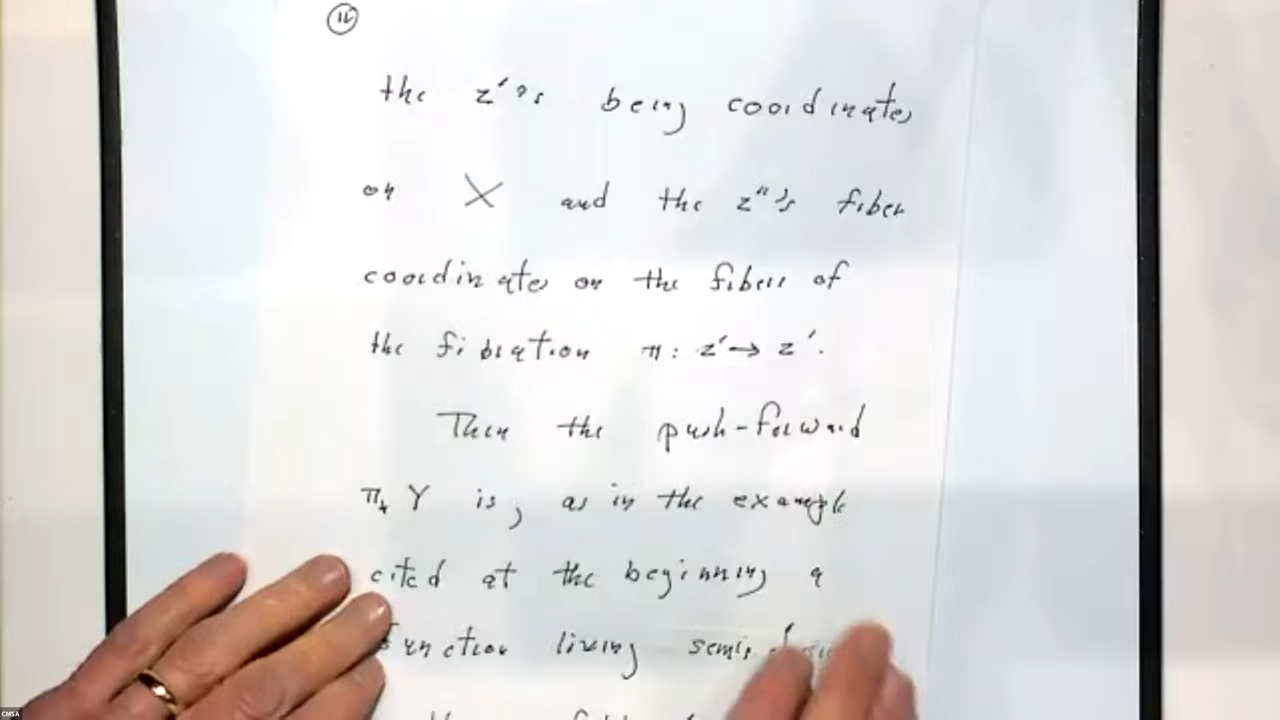 16
the z''s being coordinates
on X and the z"'s fiber
coordinates on the fibers of
the fibration π: z' → z'.
Then the push-forward
π* Y is, as in the example
cited at the beginning a
function living
CMSA